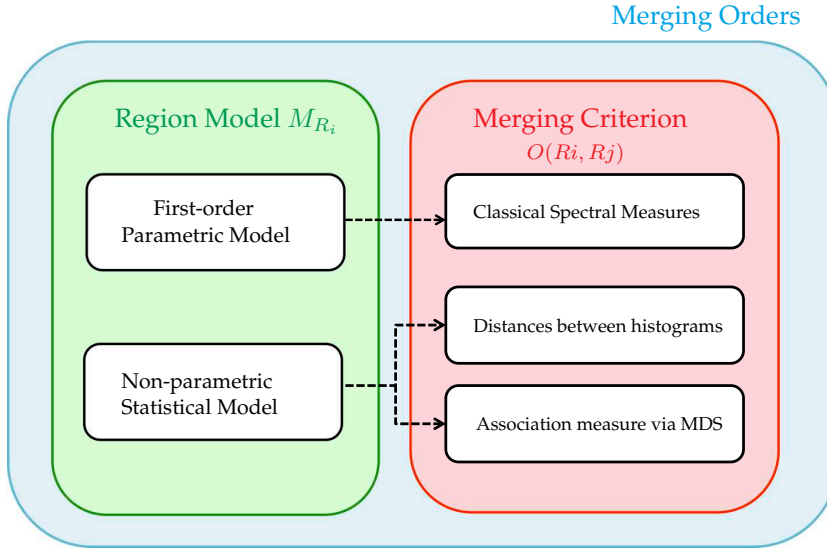 Merging Orders
Region Model $M_{R_i}$
Merging Criterion
$O(Ri, Rj)$
First-order
Parametric Model
Classical Spectral Measures
Distances between histograms
Non-parametric
Statistical Model
Association measure via MDS